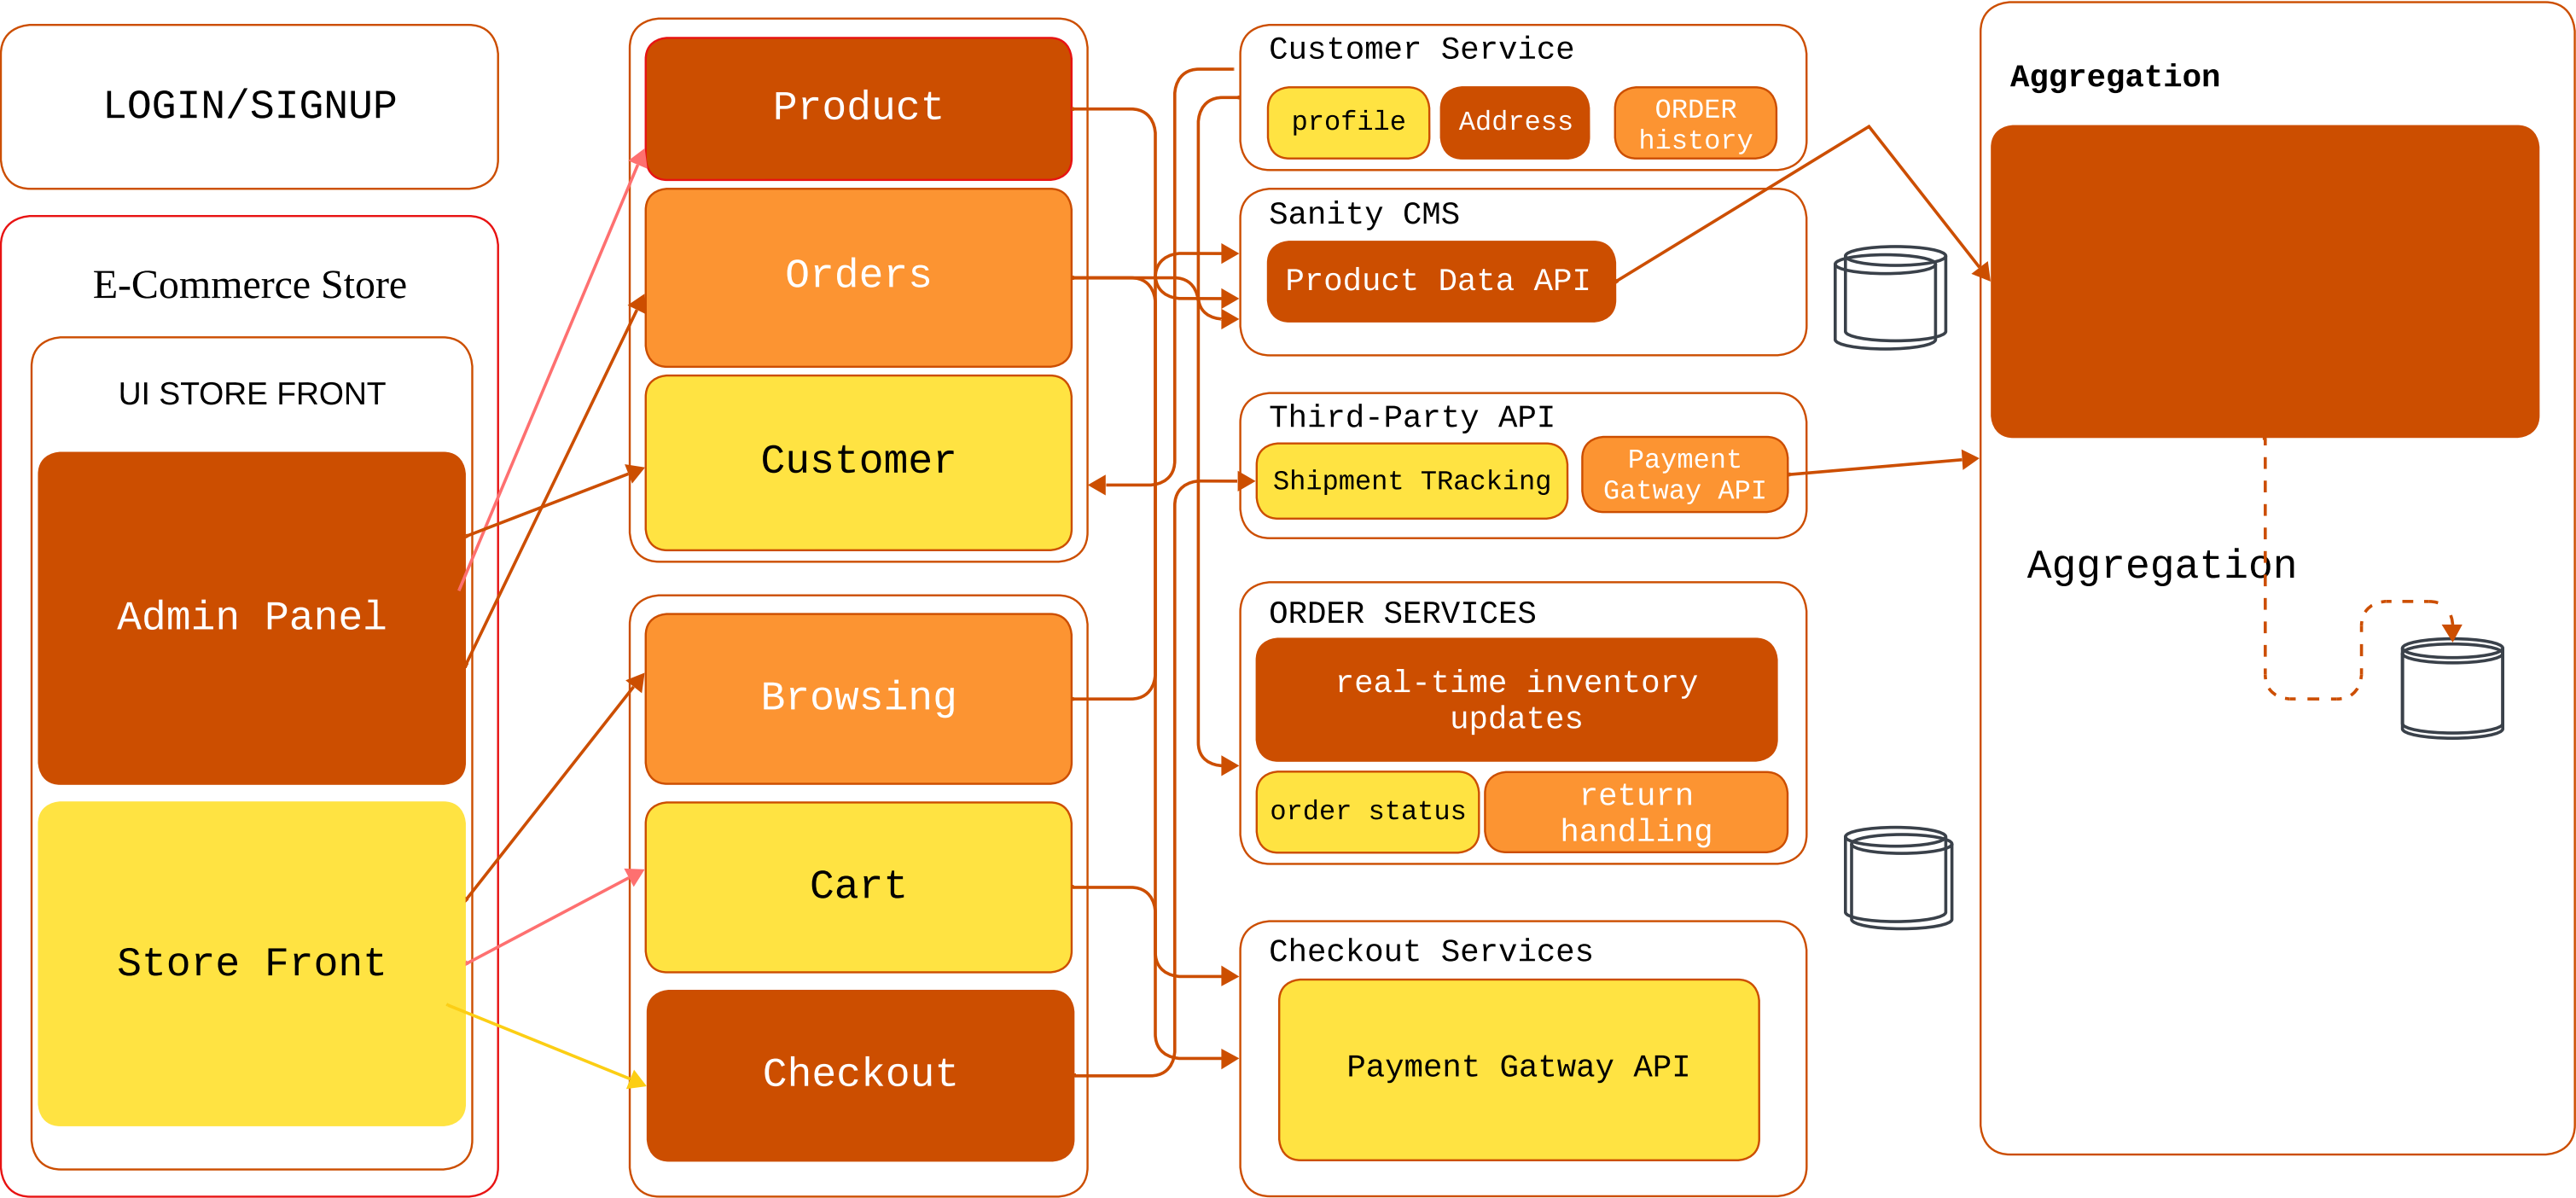 LOGIN/SIGNUP
E-Commerce Store
UI STORE FRONT
Admin Panel
Store Front
Product
Orders
Customer
Browsing
Cart
Checkout
Customer Service
profile
Address
ORDER
history
Sanity CMS
Product Data API
Third-Party API
Shipment TRacking
Payment
Gatway API
ORDER SERVICES
real-time inventory
updates
order status
return
handling
Checkout Services
Payment Gatway API
Aggregation
Aggregation